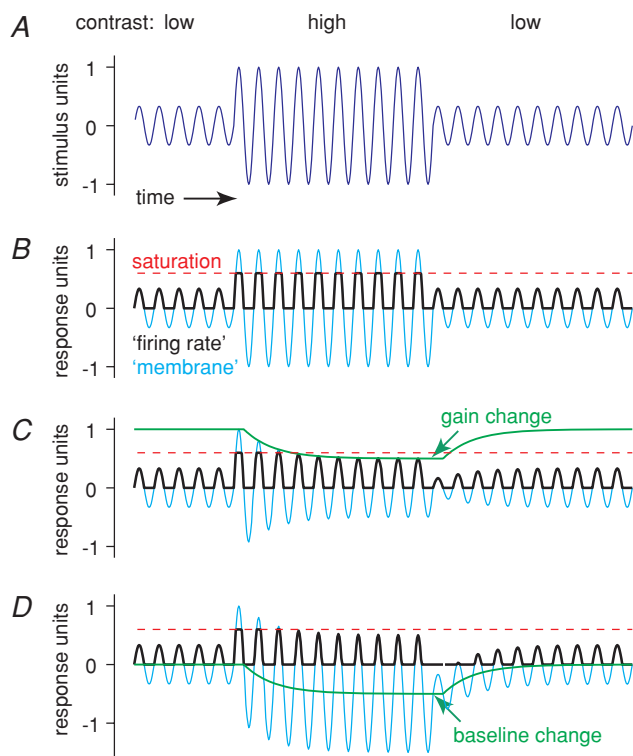 contrast: low high low
A
stimulus units
1
0
-1
time
B
response units
1
0
-1
saturation
'firing rate'
'membrane'
C
response units
1
0
-1
gain change
D
response units
1
0
-1
baseline change